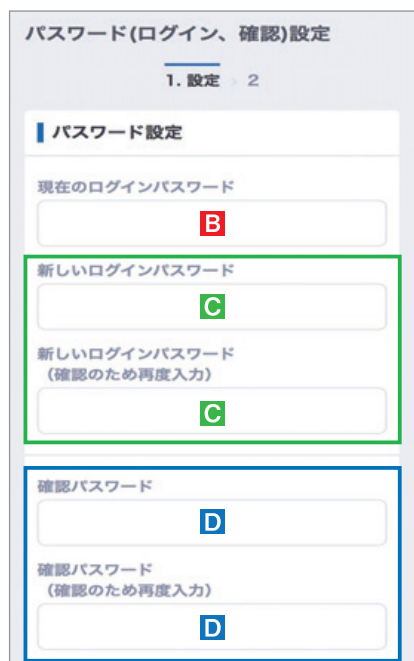 パスワード(ログイン、確認)設定
1. 設定 › 2
パスワード設定
現在のログインパスワード
B
新しいログインパスワード
C
新しいログインパスワード
（確認のため再度入力）
C
確認パスワード
D
確認パスワード
（確認のため再度入力）
D